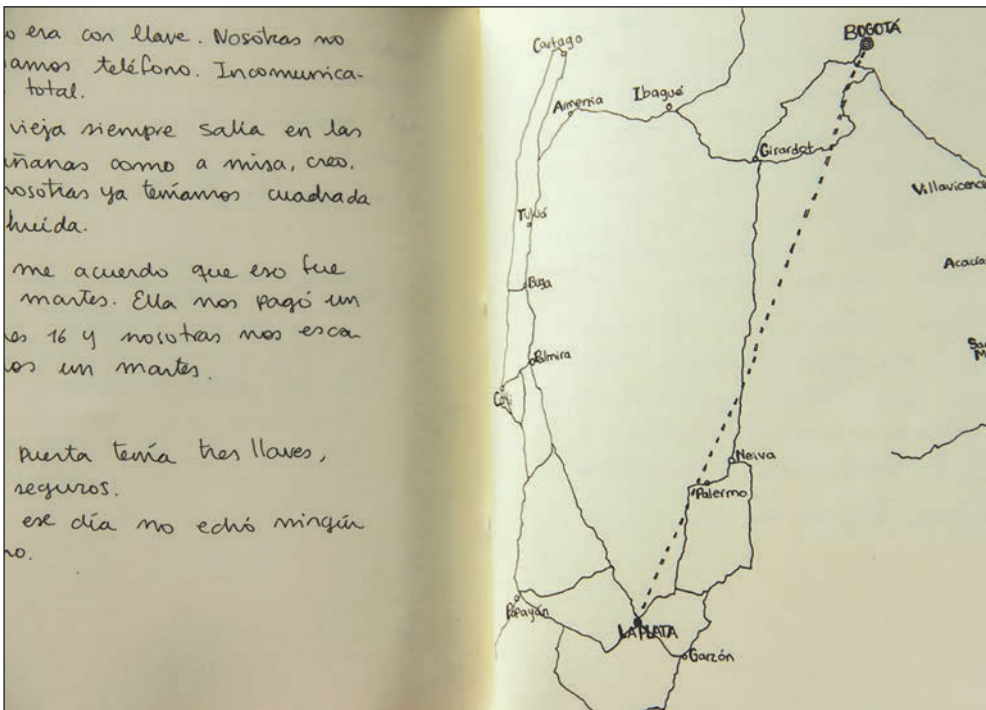 o era con llave. Nosotras no
amos teléfono. Incomunica-
total.
vieja siempre salía en las
ñanas como a misa, creo.
nosotras ya teníamos cuadrada
huída.
me acuerdo que eso fue
martes. Ella nos pagó un
es 16 y nosotras nos esca-
os un martes.
puerta tenía tres llaves,
seguros.
ese día no echó ningún
o.
BOGOTÁ
Cartago
Armenia
Ibagué
Girardot
Villavicenc
Tuluá
Buga
Acacía
Palmira
Cali
Neiva
Palermo
Popayán
LA PLATA
Garzón